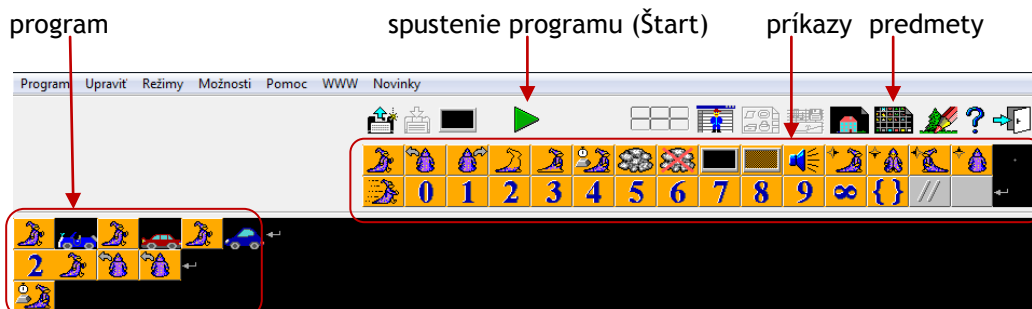 program spustenie programu (Štart) príkazy predmety
Program Upraviť Režimy Možnosti Pomoc WWW Novinky
?
0 1 2 3 4 5 6 7 8 9 ∞ { } //
2